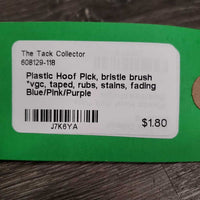 The Tack Collector
608129-118
Plastic Hoof Pick, bristle brush
*vgc, taped, rubs, stains, fading
Blue/Pink/Purple
J7K6YA
$1.80